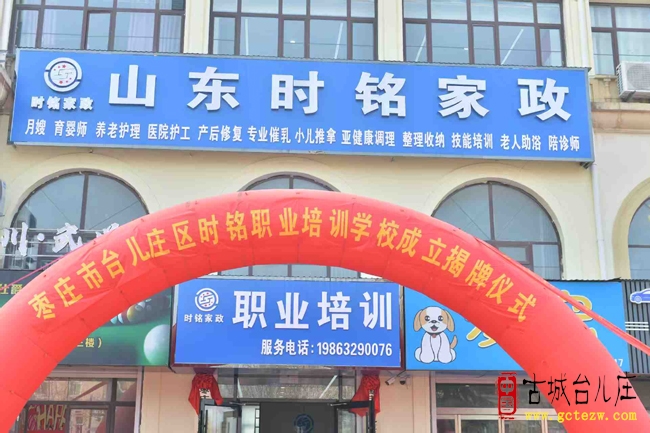 时铭家政
山东时铭家政
月嫂 育婴师 养老护理 医院护工 产后修复 专业催乳 小儿推拿 亚健康调理 整理收纳 技能培训 老人助浴 陪诊师
枣庄市台儿庄区时铭职业培训学校成立揭牌仪式
时铭家政
职业培训
服务电话:19863290076
古城台儿庄
www.gctezw.com